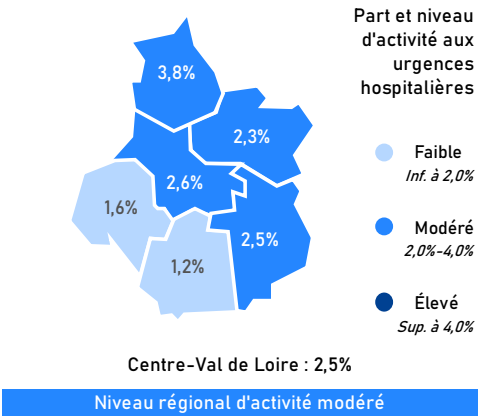 Part et niveau
d'activité aux
urgences
hospitalières
3,8%
2,3%
2,6%
1,6%
2,5%
1,2%
Faible
Inf. à 2,0%
Modéré
2,0%-4,0%
Élevé
Sup. à 4,0%
Centre-Val de Loire : 2,5%
Niveau régional d'activité modéré